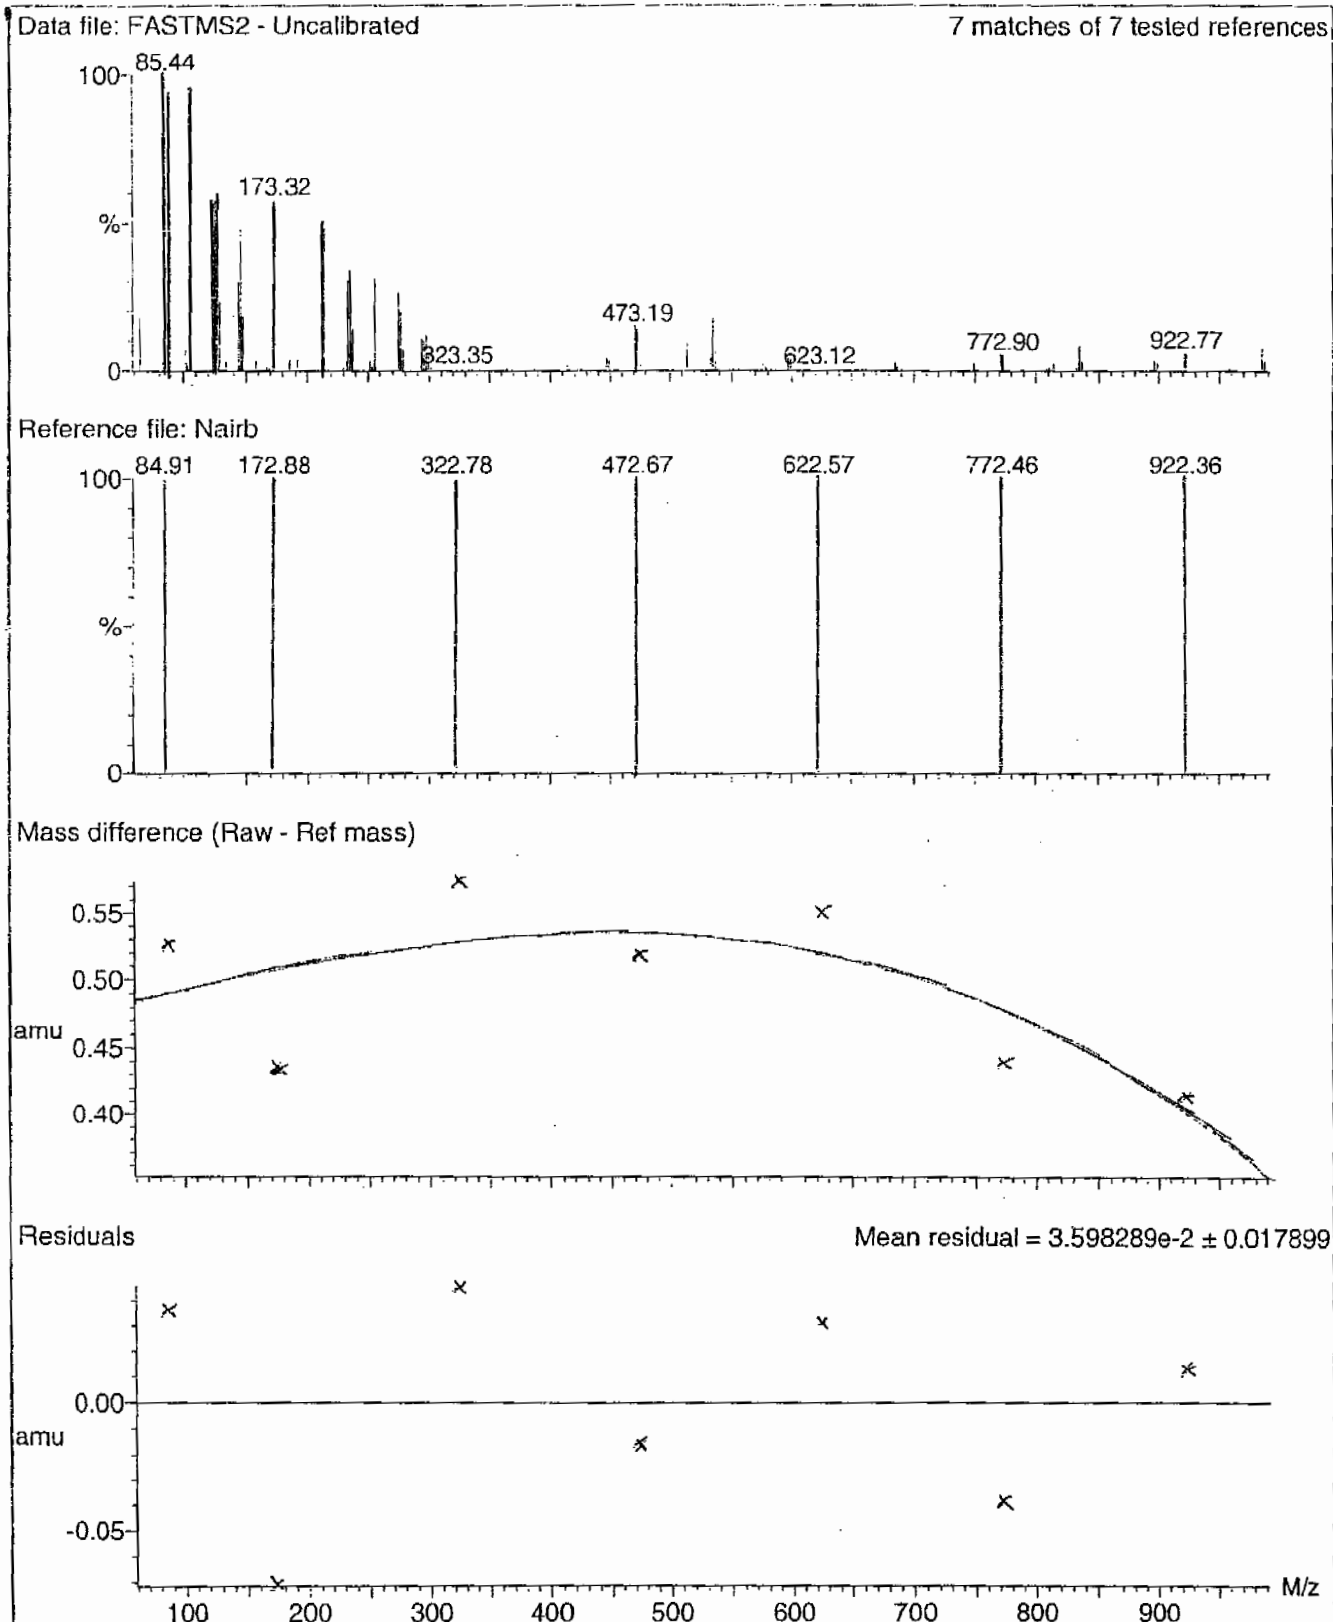 Data file: FASTMS2 - Uncalibrated 7 matches of 7 tested references
100 85.44
173.32
%
473.19
323.35 623.12 772.90 922.77
0
Reference file: Nairb
84.91 172.88 322.78 472.67 622.57 772.46 922.36
100
%
0
Mass difference (Raw - Ref mass)
0.55
0.50
amu
0.45
0.40
Residuals Mean residual = 3.598289e-2 ± 0.017899
0.00
amu
-0.05
M/z
100 200 300 400 500 600 700 800 900